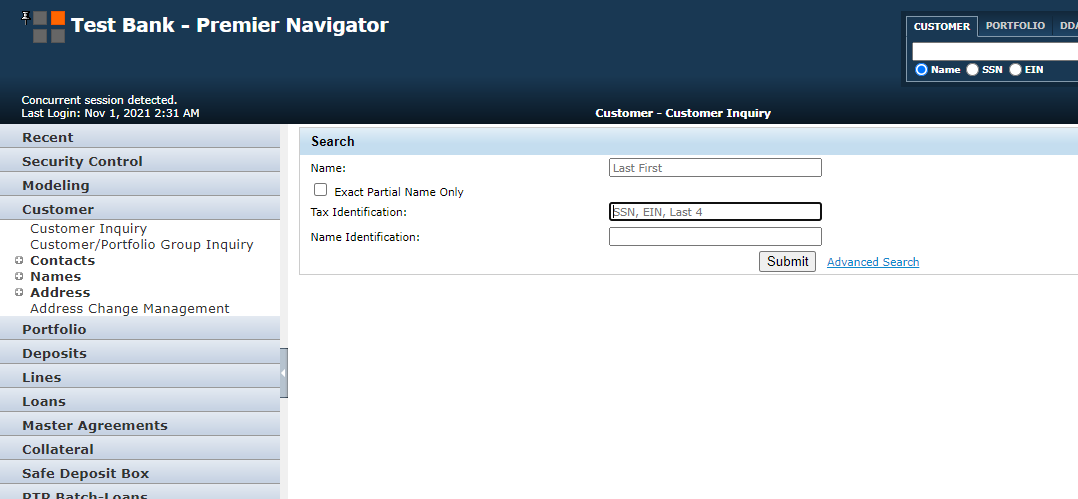 Test Bank - Premier Navigator
CUSTOMER PORTFOLIO DDA
Name SSN EIN
Concurrent session detected.
Last Login: Nov 1, 2021 2:31 AM
Customer - Customer Inquiry
Recent
Security Control
Modeling
Customer
Customer Inquiry
Customer/Portfolio Group Inquiry
Contacts
Names
Address
Address Change Management
Portfolio
Deposits
Lines
Loans
Master Agreements
Collateral
Safe Deposit Box
PTR Batch-Loans
Search
Name: Last First
Exact Partial Name Only
Tax Identification: SSN, EIN, Last 4
Name Identification:
Submit Advanced Search